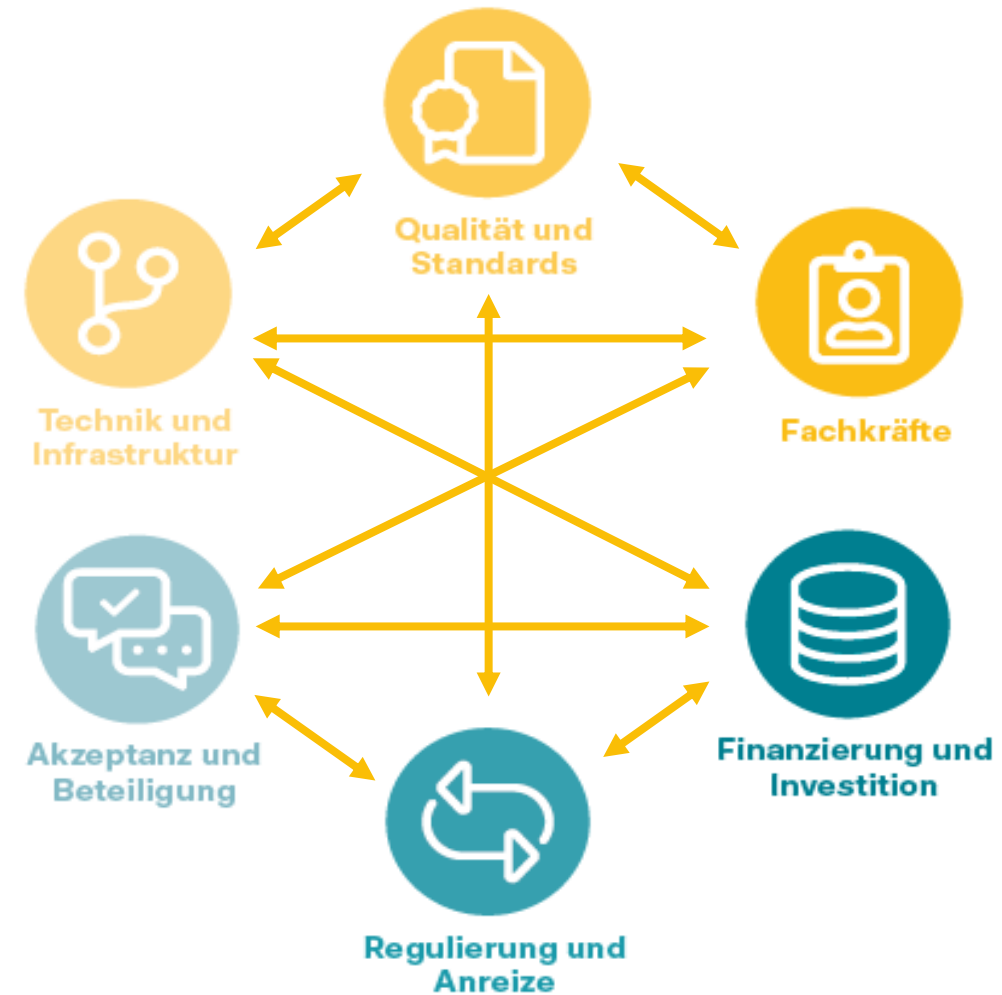 Qualität und
Standards
Technik und
Infrastruktur
Fachkräfte
Akzeptanz und
Beteiligung
Finanzierung und
Investition
Regulierung und
Anreize